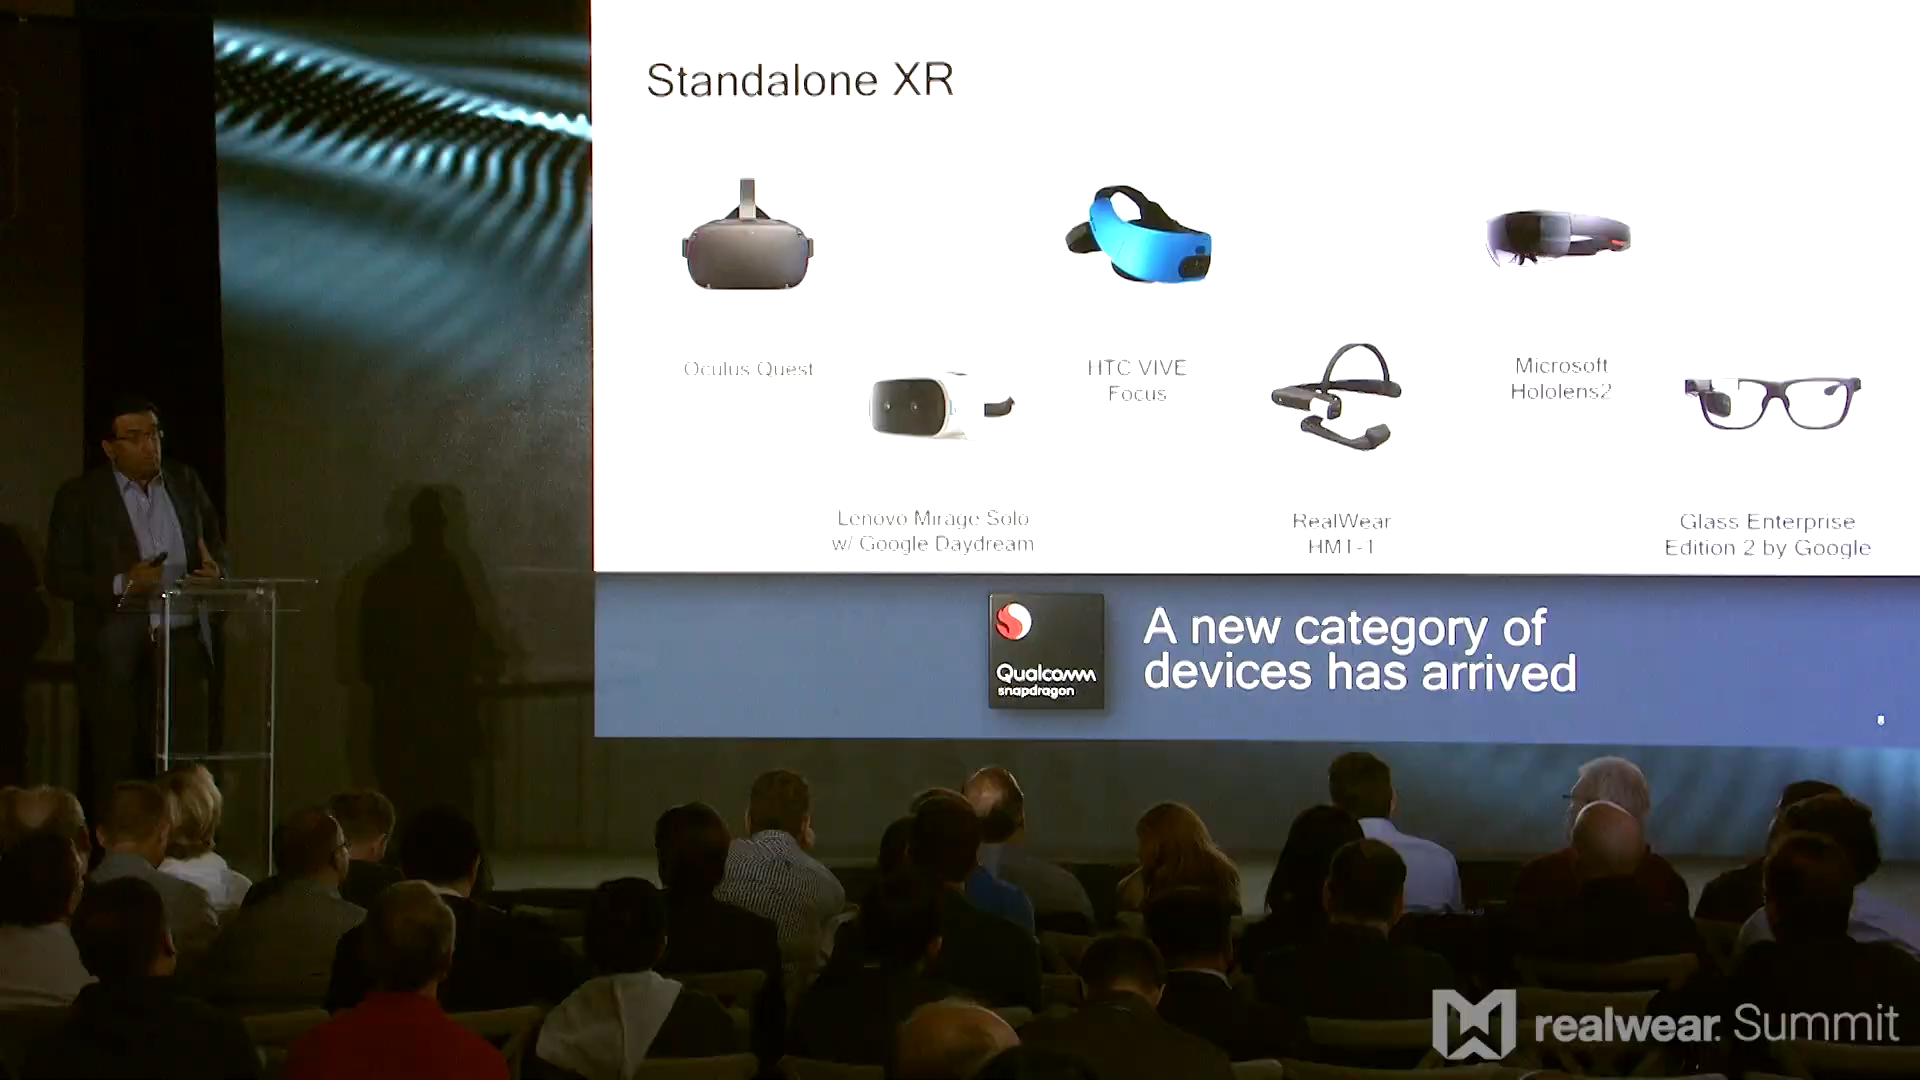 Standalone XR
Oculus Quest
HTC VIVE
Focus
Microsoft
Hololens2
Lenovo Mirage Solo
w/ Google Daydream
RealWear
HMT-1
Glass Enterprise
Edition 2 by Google
Qualcomm
snapdragon
A new category of
devices has arrived
8
realwear. Summit